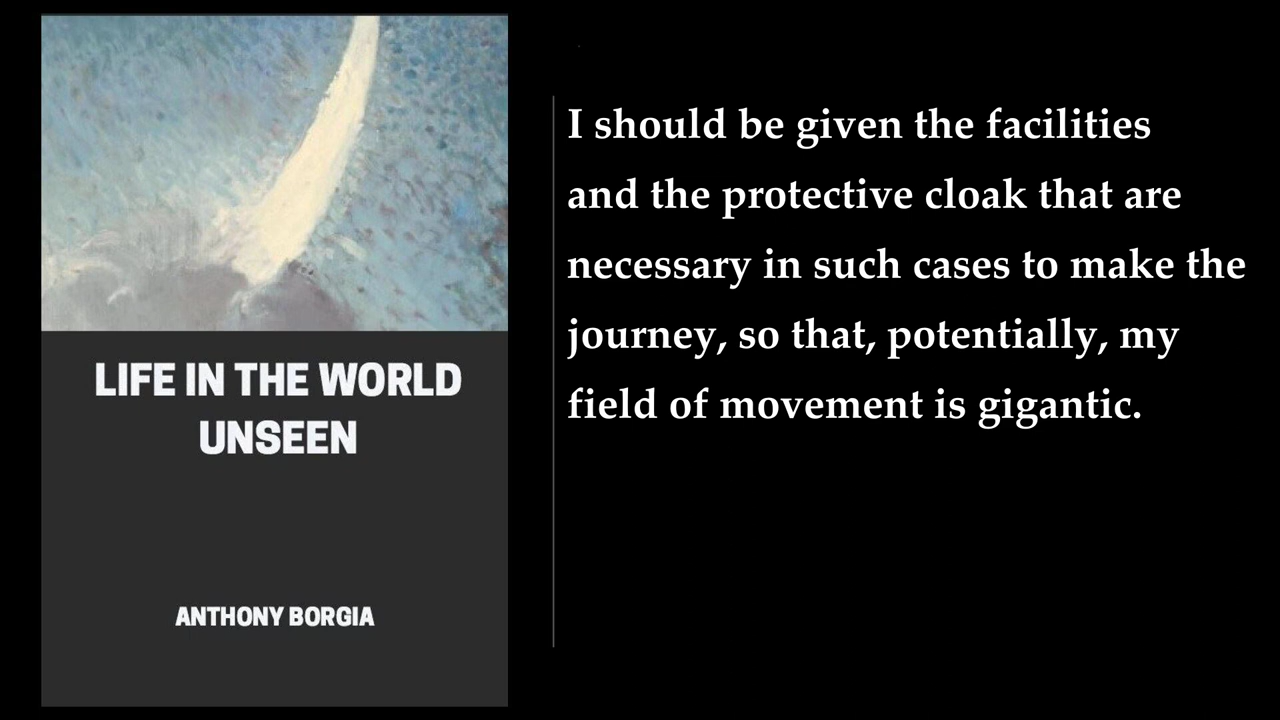 LIFE IN THE WORLD
UNSEEN
ANTHONY BORGIA
I should be given the facilities
and the protective cloak that are
necessary in such cases to make the
journey, so that, potentially, my
field of movement is gigantic.